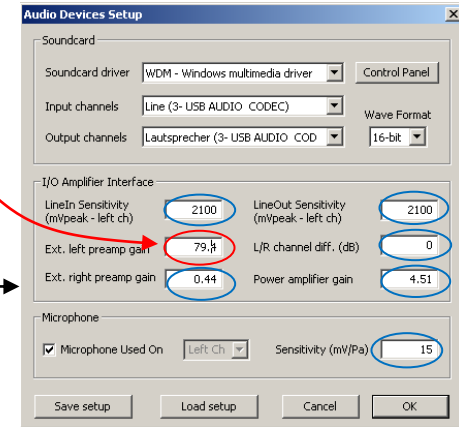 Audio Devices Setup
Soundcard
Soundcard driver WDM - Windows multimedia driver Control Panel
Input channels Line (3- USB AUDIO CODEC)
Wave Format
Output channels Lautsprecher (3- USB AUDIO COD 16-bit
I/O Amplifier Interface
LineIn Sensitivity
(mVpeak - left ch) 2100
LineOut Sensitivity
(mVpeak - left ch) 2100
Ext. left preamp gain 79. L/R channel diff. (dB) 0
Ext. right preamp gain 0.44 Power amplifier gain 4.51
Microphone
Microphone Used On Left Ch Sensitivity (mV/Pa) 15
Save setup Load setup Cancel OK